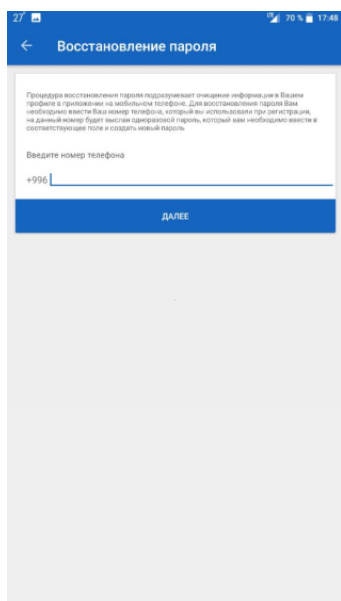 27° LTE 70 % 17:48
Восстановление пароля
Процедура восстановления пароля подразумевает очищение информации в Вашем
профиле в приложении на мобильном телефоне. Для восстановления пароля Вам
необходимо ввести Ваш номер телефона, который вы использовали при регистрации,
на данный номер будет выслан одноразовой пароль, который вам необходимо ввести в
соответствующее поле и создать новый пароль
Введите номер телефона
+996
ДАЛЕЕ